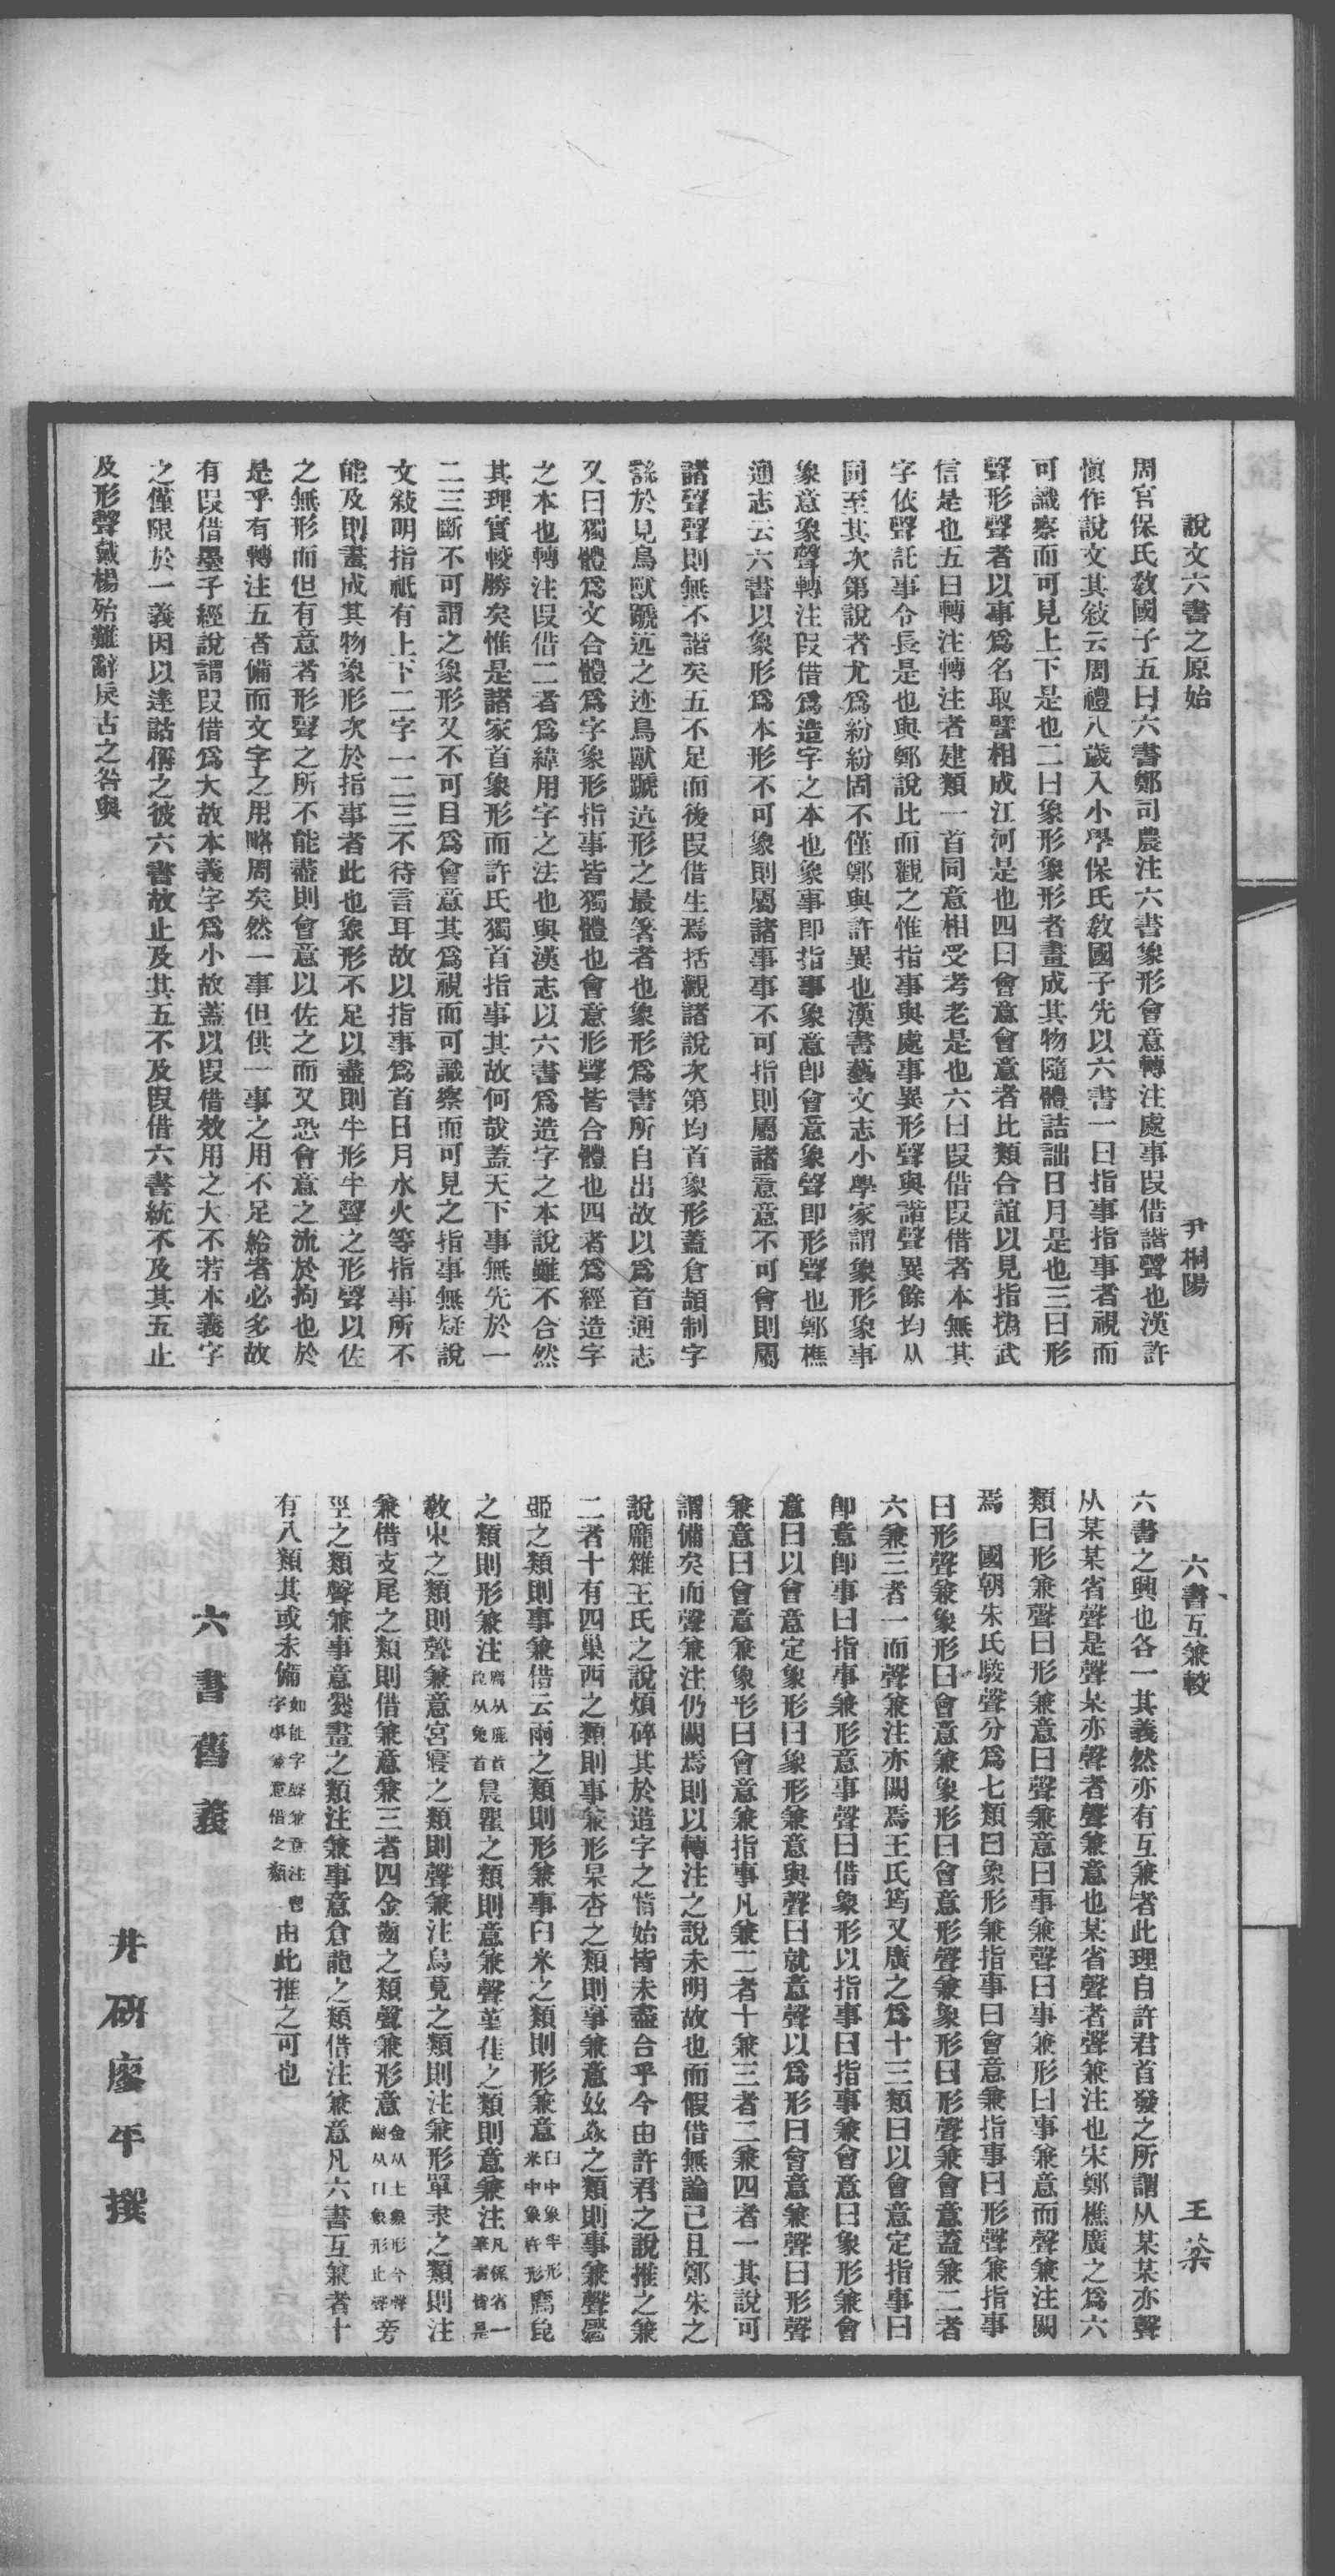 說文六書之原始　尹桐陽
周官保氏敎國子五曰六書鄭司農注六書象形會意轉注處事叚借諧聲也漢許
愼作說文其敍云周禮八歲入小學保氏敎國子先以六書一曰指事指事者視而
可識察而可見上下是也二曰象形象形者畫成其物隨體詰詘日月是也三曰形
聲形聲者以事爲名取譬相成江河是也四曰會意會意者比類合誼以見指撝武
信是也五曰轉注轉注者建類一首同意相受考老是也六曰叚借叚借者本無其
字依聲託事令長是也與鄭說比而觀之惟指事與處事異形聲與諧聲異餘均从
同至其次第說者尤爲紛紛固不僅鄭與許異也漢書藝文志小學家謂象形象事
象意象聲轉注叚借爲造字之本也象事即指事象意即會意象聲即形聲也鄭樵
通志云六書以象形爲本形不可象則屬諸事事不可指則屬諸意意不可會則屬
諸聲聲則無不諧矣五不足而後叚借生焉括觀諸說次第均首象形蓋倉頡制字
繇於見鳥獸蹏迒之迹鳥獸蹏迒形之最箸者也象形爲書所自出故以爲首通志
又曰獨體爲文合體爲字象形指事皆獨體也會意形聲皆合體也四者爲經造字
之本也轉注叚借二者爲緯用字之法也與漢志以六書爲造字之本說雖不合然
其理實較勝矣惟是諸家首象形而許氏獨首指事其故何哉蓋天下事無先於一
二三斷不可謂之象形又不可目爲會意其爲視而可識察而可見之指事無疑說
文敍明指祇有上下二字一二三不待言耳故以指事爲首日月水火等指事所不
能及則畫成其物象形次於指事者此也象形不足以盡則半形半聲之形聲以佐
之無形而但有意者形聲之所不能盡則會意以佐之而又恐會意之流於拘也於
是乎有轉注五者備而文字之用略周矣然一事但供一事之用不足給者必多故
有叚借墨子經說謂叚借爲大故本義字爲小故蓋以叚借效用之大不若本義字
之僅限於一義因以達詁偁之彼六書故止及其五不及叚借六書統不及其五止
及形聲戴楊殆難辭戾古之咎與
六書互兼較　王棻
六書之興也各一其義然亦有互兼者此理自許君首發之所謂从某某亦聲
从某某省聲是聲某亦聲者聲兼意也某省聲者聲兼注也宋鄭樵廣之爲六
類曰形兼聲曰形兼意曰聲兼意曰事兼聲曰事兼形曰事兼意而聲兼注闕
焉　國朝朱氏駿聲分爲七類曰象形兼指事曰會意兼指事曰形聲兼指事
曰形聲兼象形曰會意兼象形曰會意形聲兼象形曰形聲兼會意蓋兼二者
六兼三者一而聲兼注亦闕焉王氏筠又廣之爲十三類曰以會意定指事曰
卽意卽事曰指事兼形意事聲曰借象形以指事曰指事兼會意曰象形兼會
意曰以會意定象形曰象形兼意與聲曰就意聲以爲形曰會意兼聲曰形聲
兼意曰會意兼象形曰會意兼指事凡兼二者十兼三者二兼四者一其說可
謂備矣而聲兼注仍闕焉則以轉注之說未明故也而假借無論已且鄭朱之
說龐雜王氏之說煩碎其於造字之恉始皆未盡合乎今由許君之說推之兼
二者十有四巢西之類則事兼形杲杏之類則事兼意玆焱之類則事兼聲
之類則事兼借云雨之類則形兼事臼米之類則形兼意臼中象米形米中象形
之類則形兼注从鹿首从兔首晨瞿之類則意兼聲菫隹之類則意兼注凡係省一筆者皆是
敎𡧛之類則聲兼意宮寢之類則聲兼注烏莧之類則注兼形單隶之類則注
兼借支尾之類則借兼意兼三者四金齒之類聲兼形意金从土象形今聲齒从口象形止聲旁
巠之類聲兼事意爨畫之類注兼事意倉龍之類借注兼意凡六書互兼者十
有八類其或未備如能字聲兼意注字事兼意借之類由此推之可也
六書舊義
井研廖平撰